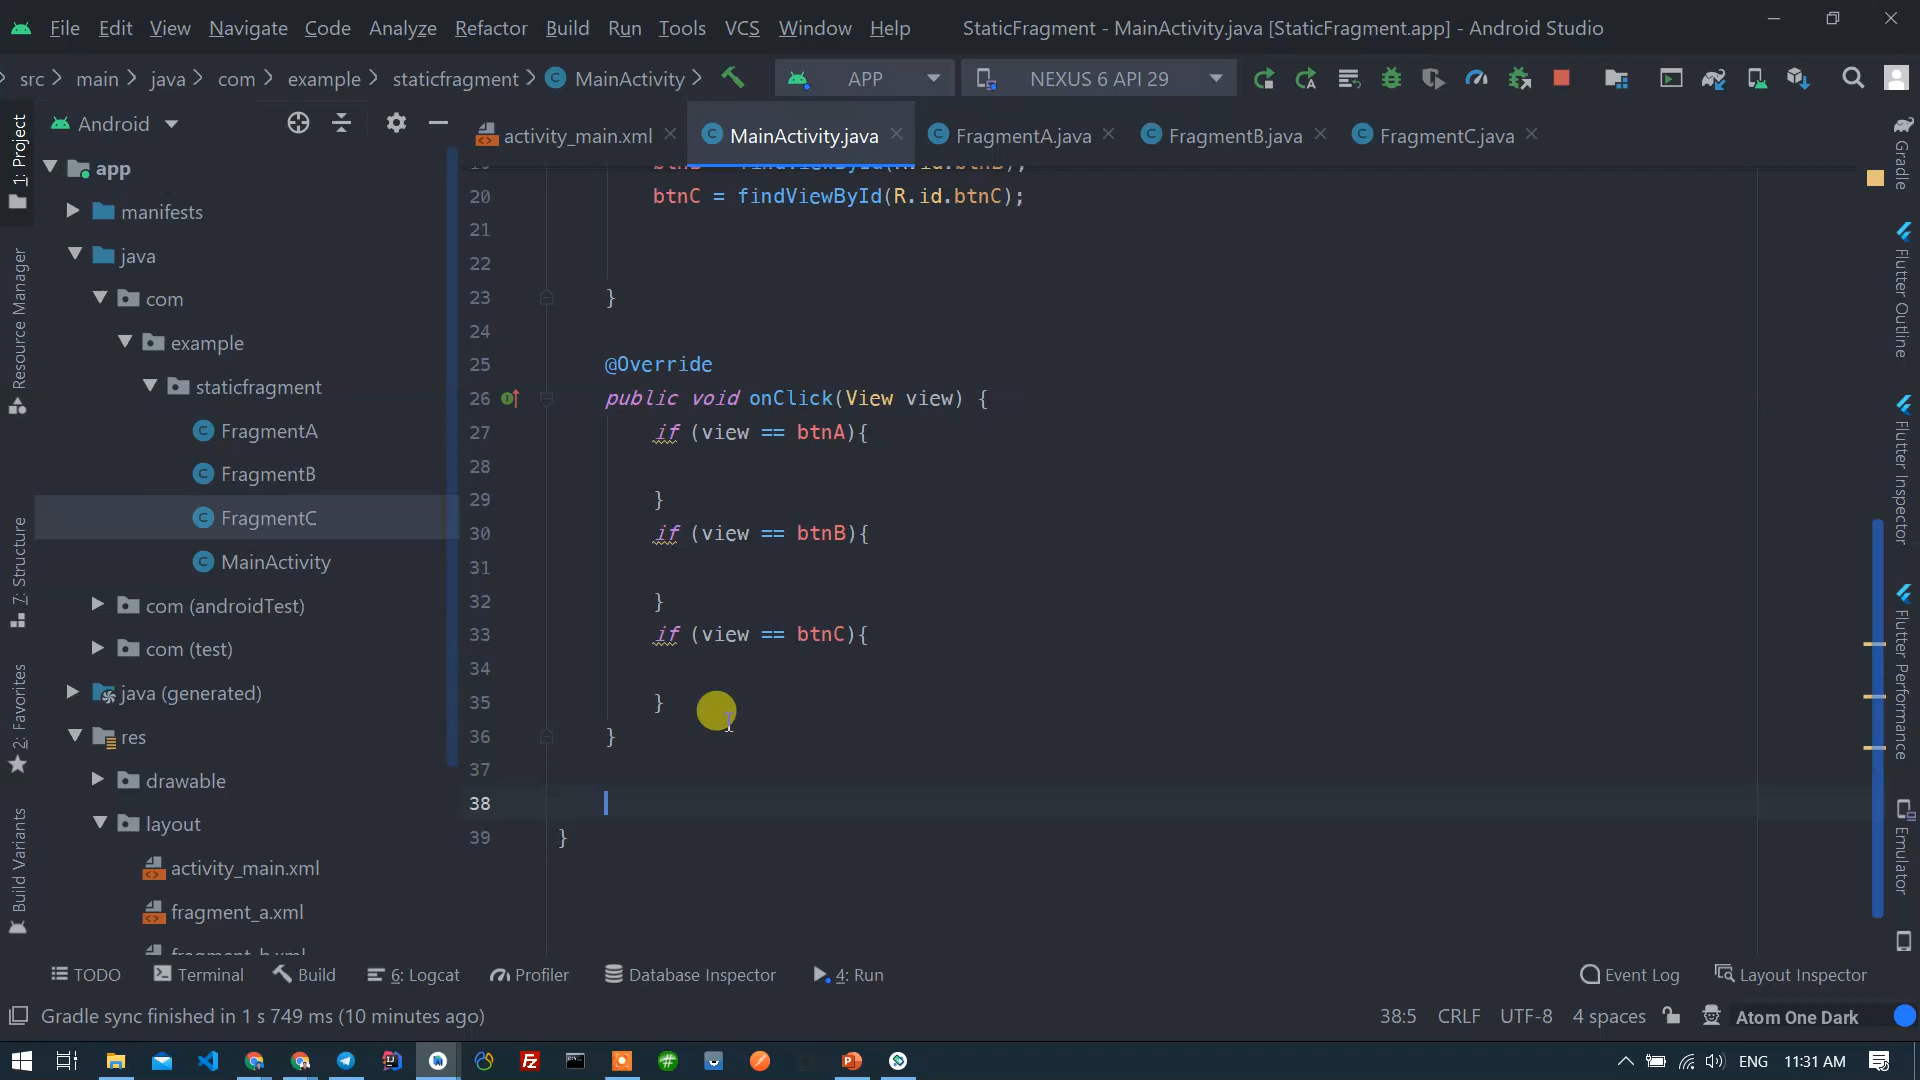 File Edit View Navigate Code Analyze Refactor Build Run Tools VCS Window Help StaticFragment - MainActivity.java [StaticFragment.app] - Android Studio
src main java com example staticfragment MainActivity APP NEXUS 6 API 29
Android
activity_main.xml MainActivity.java FragmentA.java FragmentB.java FragmentC.java
1: Project
Resource Manager
7: Structure
2: Favorites
Build Variants
app
manifests
java
com
example
staticfragment
FragmentA
FragmentB
FragmentC
MainActivity
com (androidTest)
com (test)
java (generated)
res
drawable
layout
activity_main.xml
fragment_a.xml
fragment_b.xml
19 btnB = findViewById(R.id.btnB);
20 btnC = findViewById(R.id.btnC);
21
22
23 }
24
25 @Override
26 public void onClick(View view) {
27 if (view == btnA){
28
29 }
30 if (view == btnB){
31
32 }
33 if (view == btnC){
34
35 }
36 }
37
38
39 }
Gradle
Flutter Outline
Flutter Inspector
Flutter Performance
Emulator
TODO Terminal Build 6: Logcat Profiler Database Inspector 4: Run Event Log Layout Inspector
Gradle sync finished in 1 s 749 ms (10 minutes ago) 38:5 CRLF UTF-8 4 spaces Atom One Dark
ENG 11:31 AM